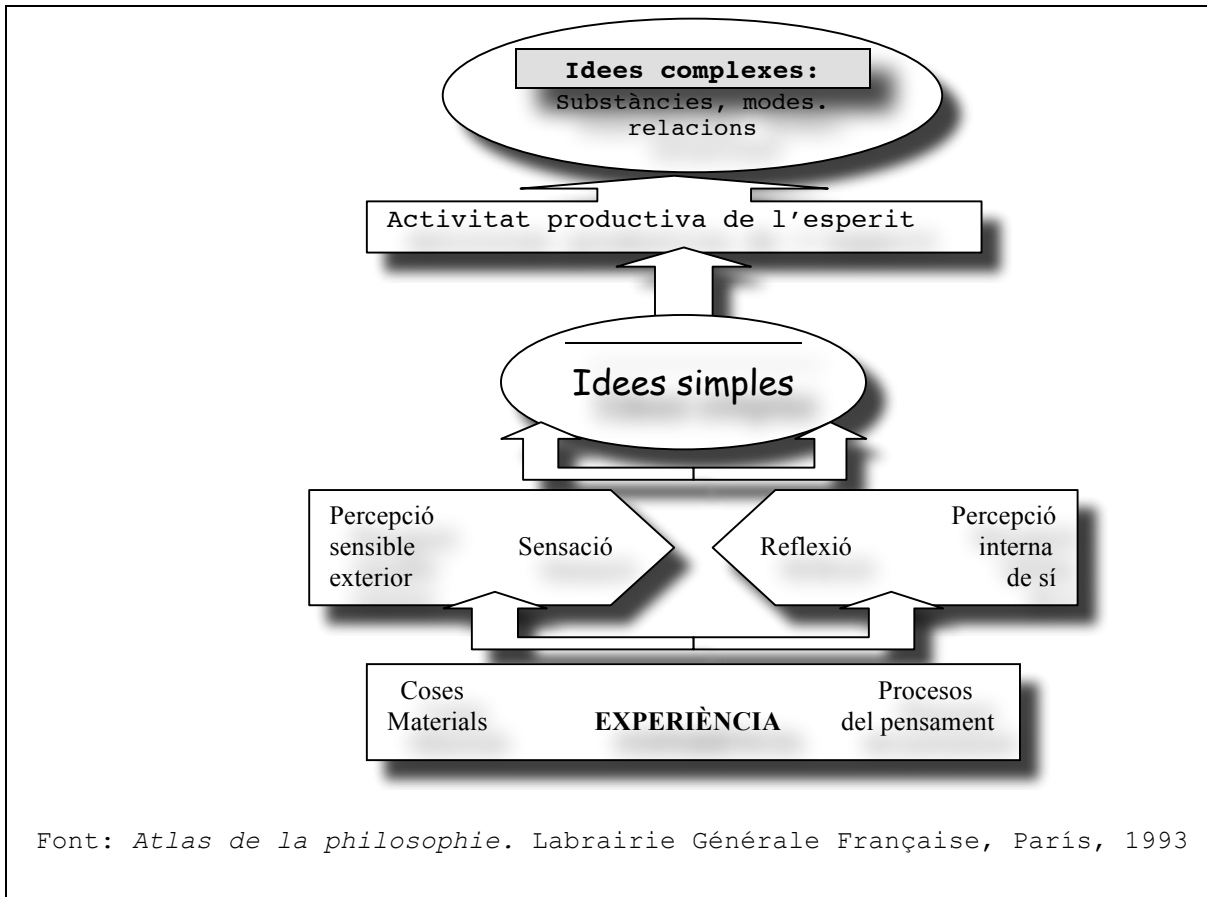 Idees complexes:
Substàncies, modes.
relacions
Activitat productiva de l’esperit
Idees simples
Percepció
sensible
exterior
Sensació
Reflexió
Percepció
interna
de sí
Coses
Materials
EXPERIÈNCIA
Procesos
del pensament
Font: Atlas de la philosophie. Labrairie Générale Française, París, 1993